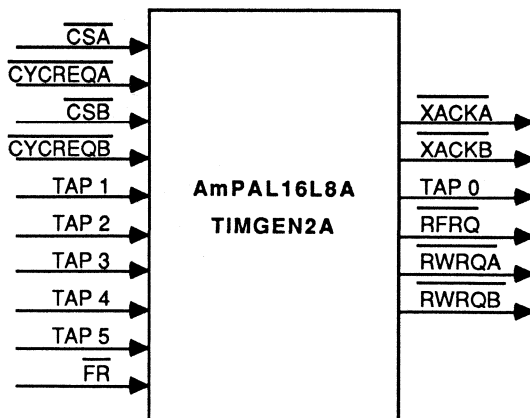 CSA
CYCREQA
CSB
CYCREQB
TAP 1
TAP 2
TAP 3
TAP 4
TAP 5
FR
AmPAL16L8A
TIMGEN2A
XACKA
XACKB
TAP 0
RFRQ
RWRQA
RWRQB